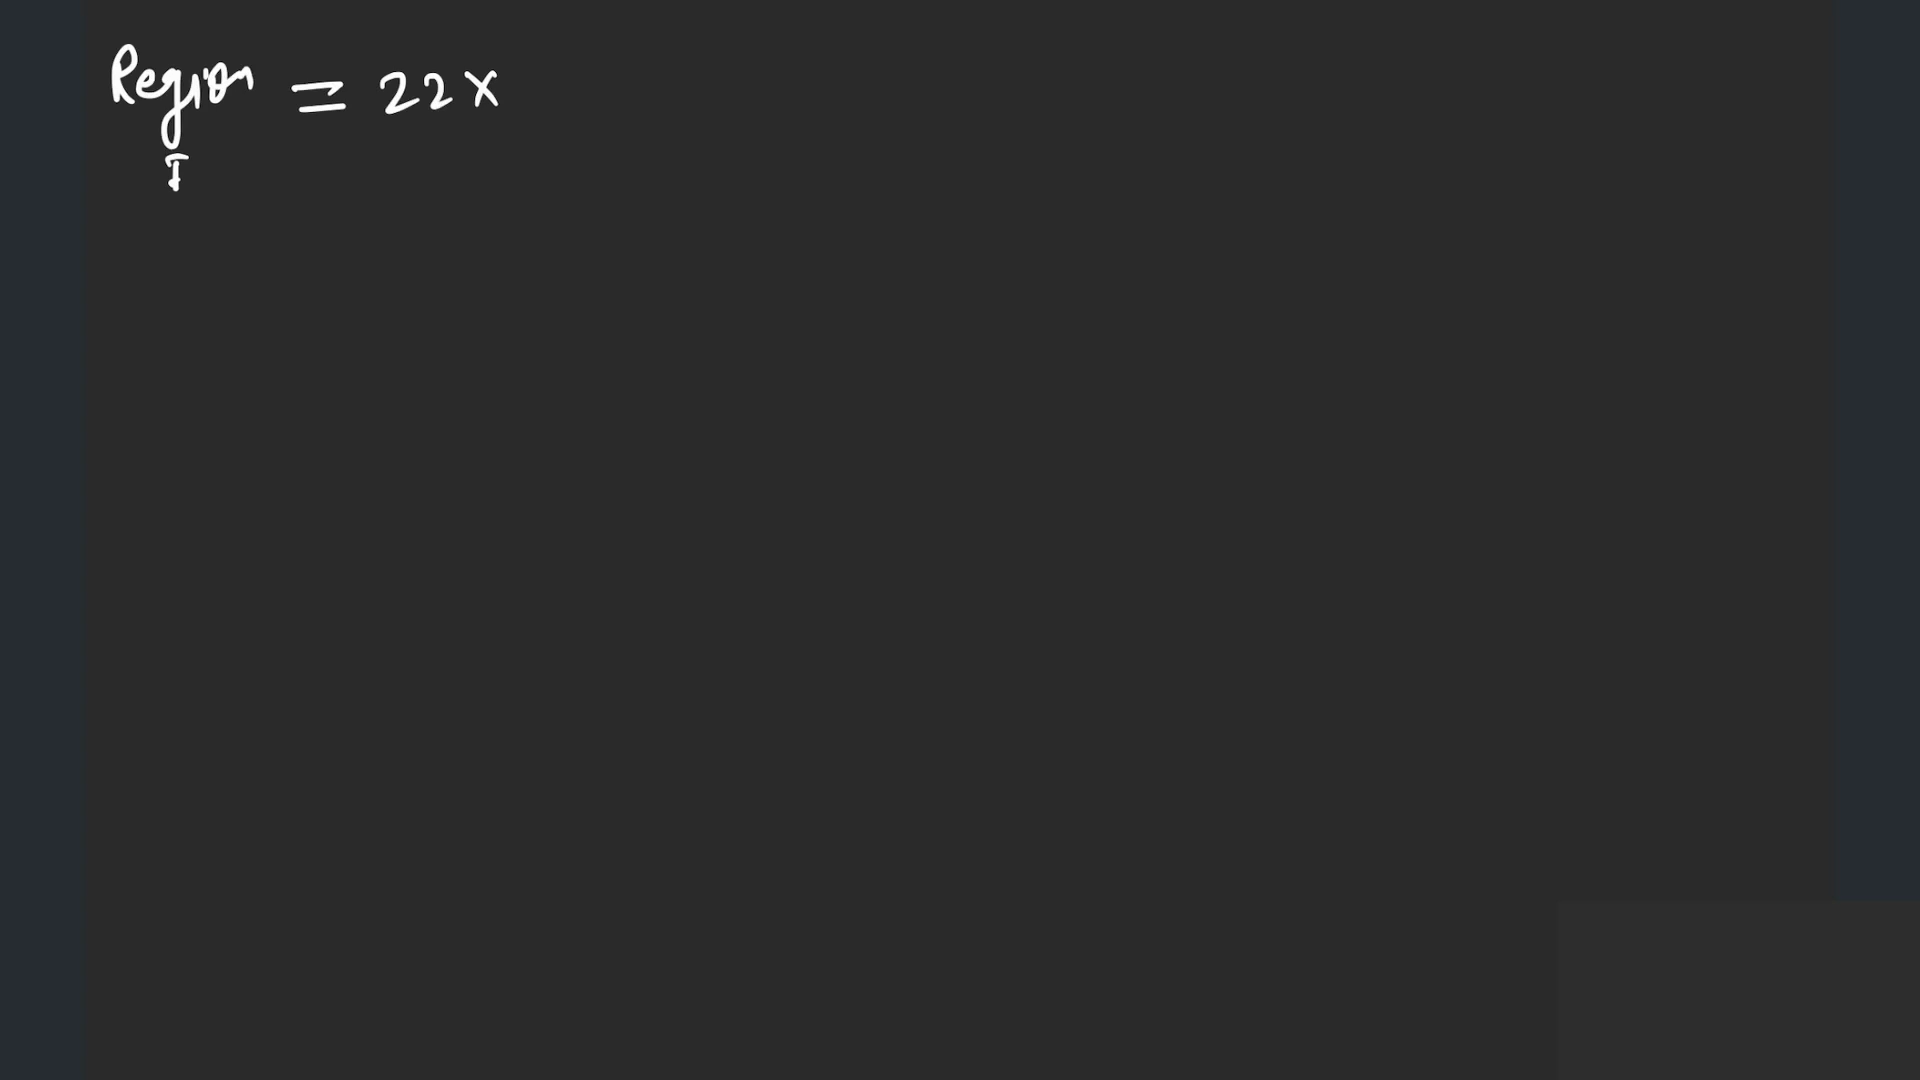 Region = 22x
I